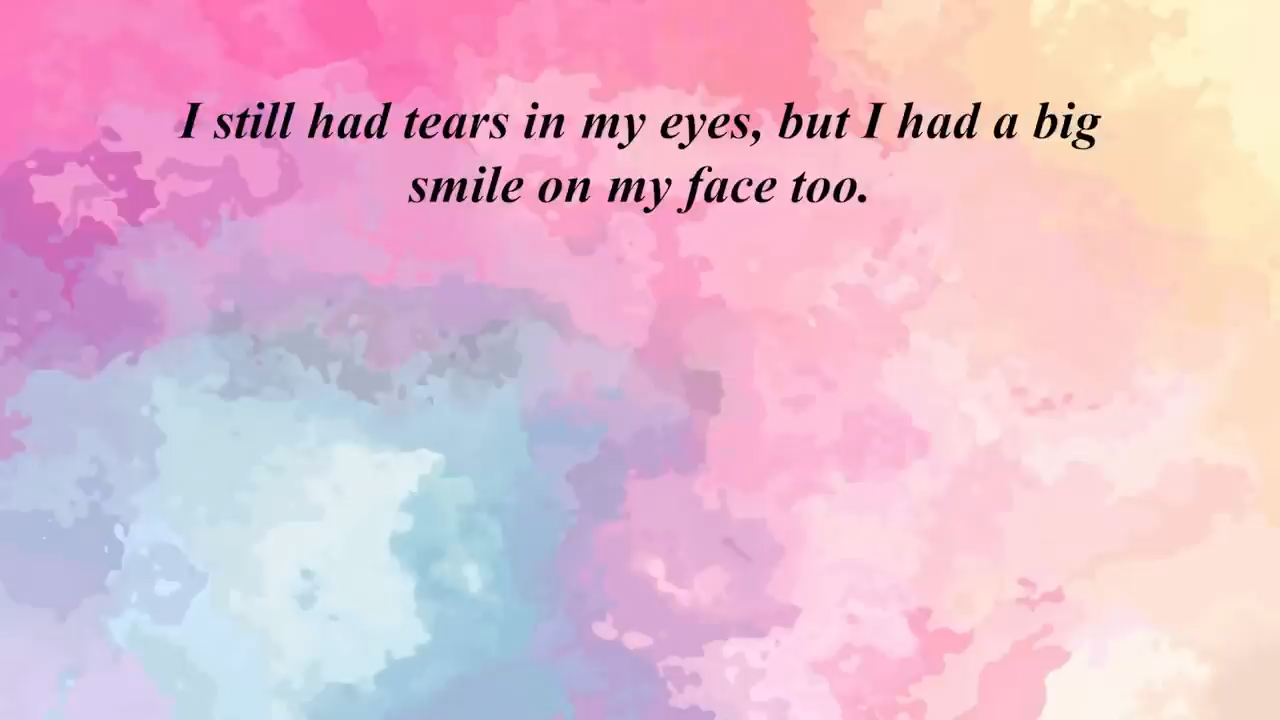 I still had tears in my eyes, but I had a big
smile on my face too.